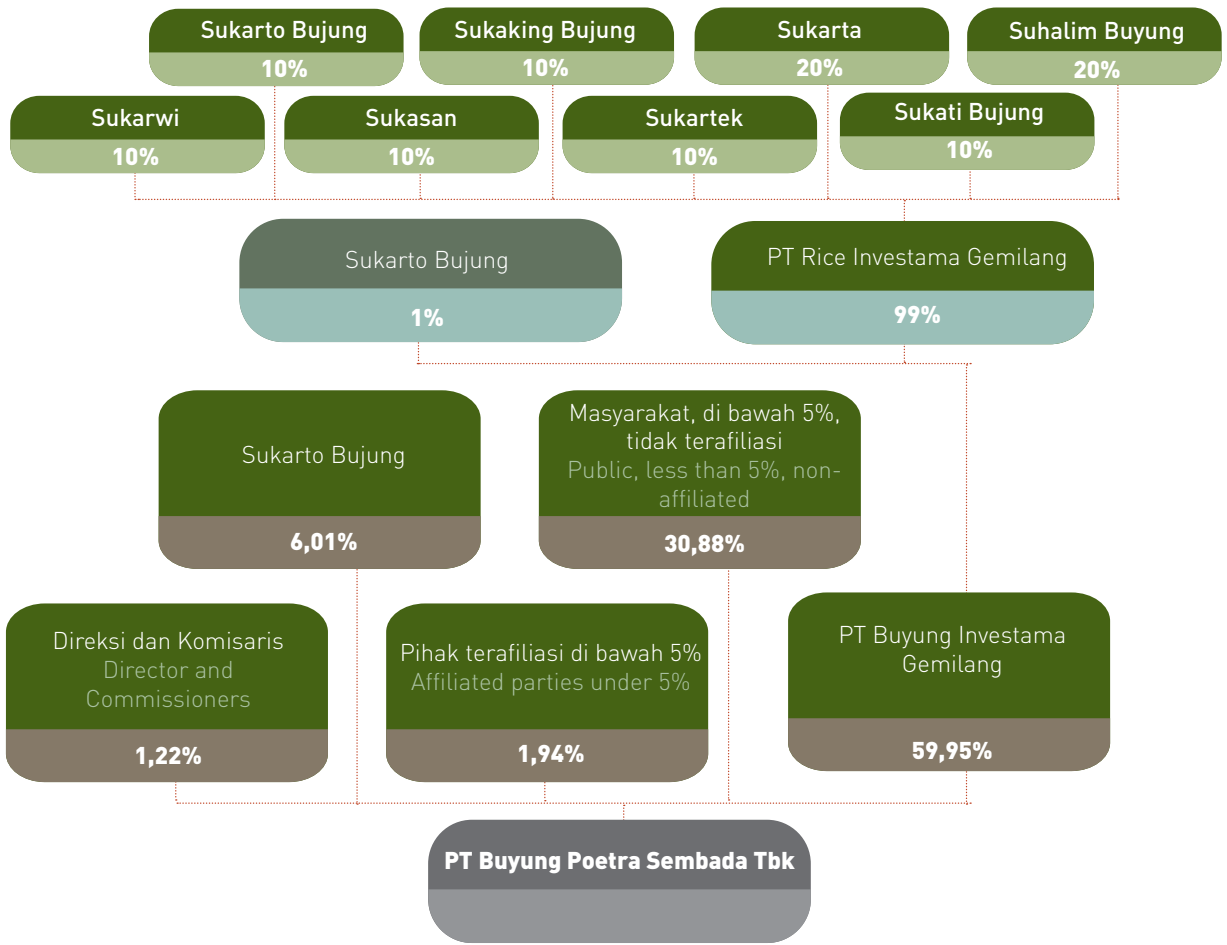 Sukarto Bujung
10%
Sukaking Bujung
10%
Sukarta
20%
Suhalim Buyung
20%
Sukarwi
10%
Sukasan
10%
Sukartek
10%
Sukati Bujung
10%
Sukarto Bujung
1%
PT Rice Investama Gemilang
99%
Sukarto Bujung
6,01%
Masyarakat, di bawah 5%,
tidak terafiliasi
Public, less than 5%, non-
affiliated
30,88%
Direksi dan Komisaris
Director and
Commissioners
1,22%
Pihak terafiliasi di bawah 5%
Affiliated parties under 5%
1,94%
PT Buyung Investama
Gemilang
59,95%
PT Buyung Poetra Sembada Tbk